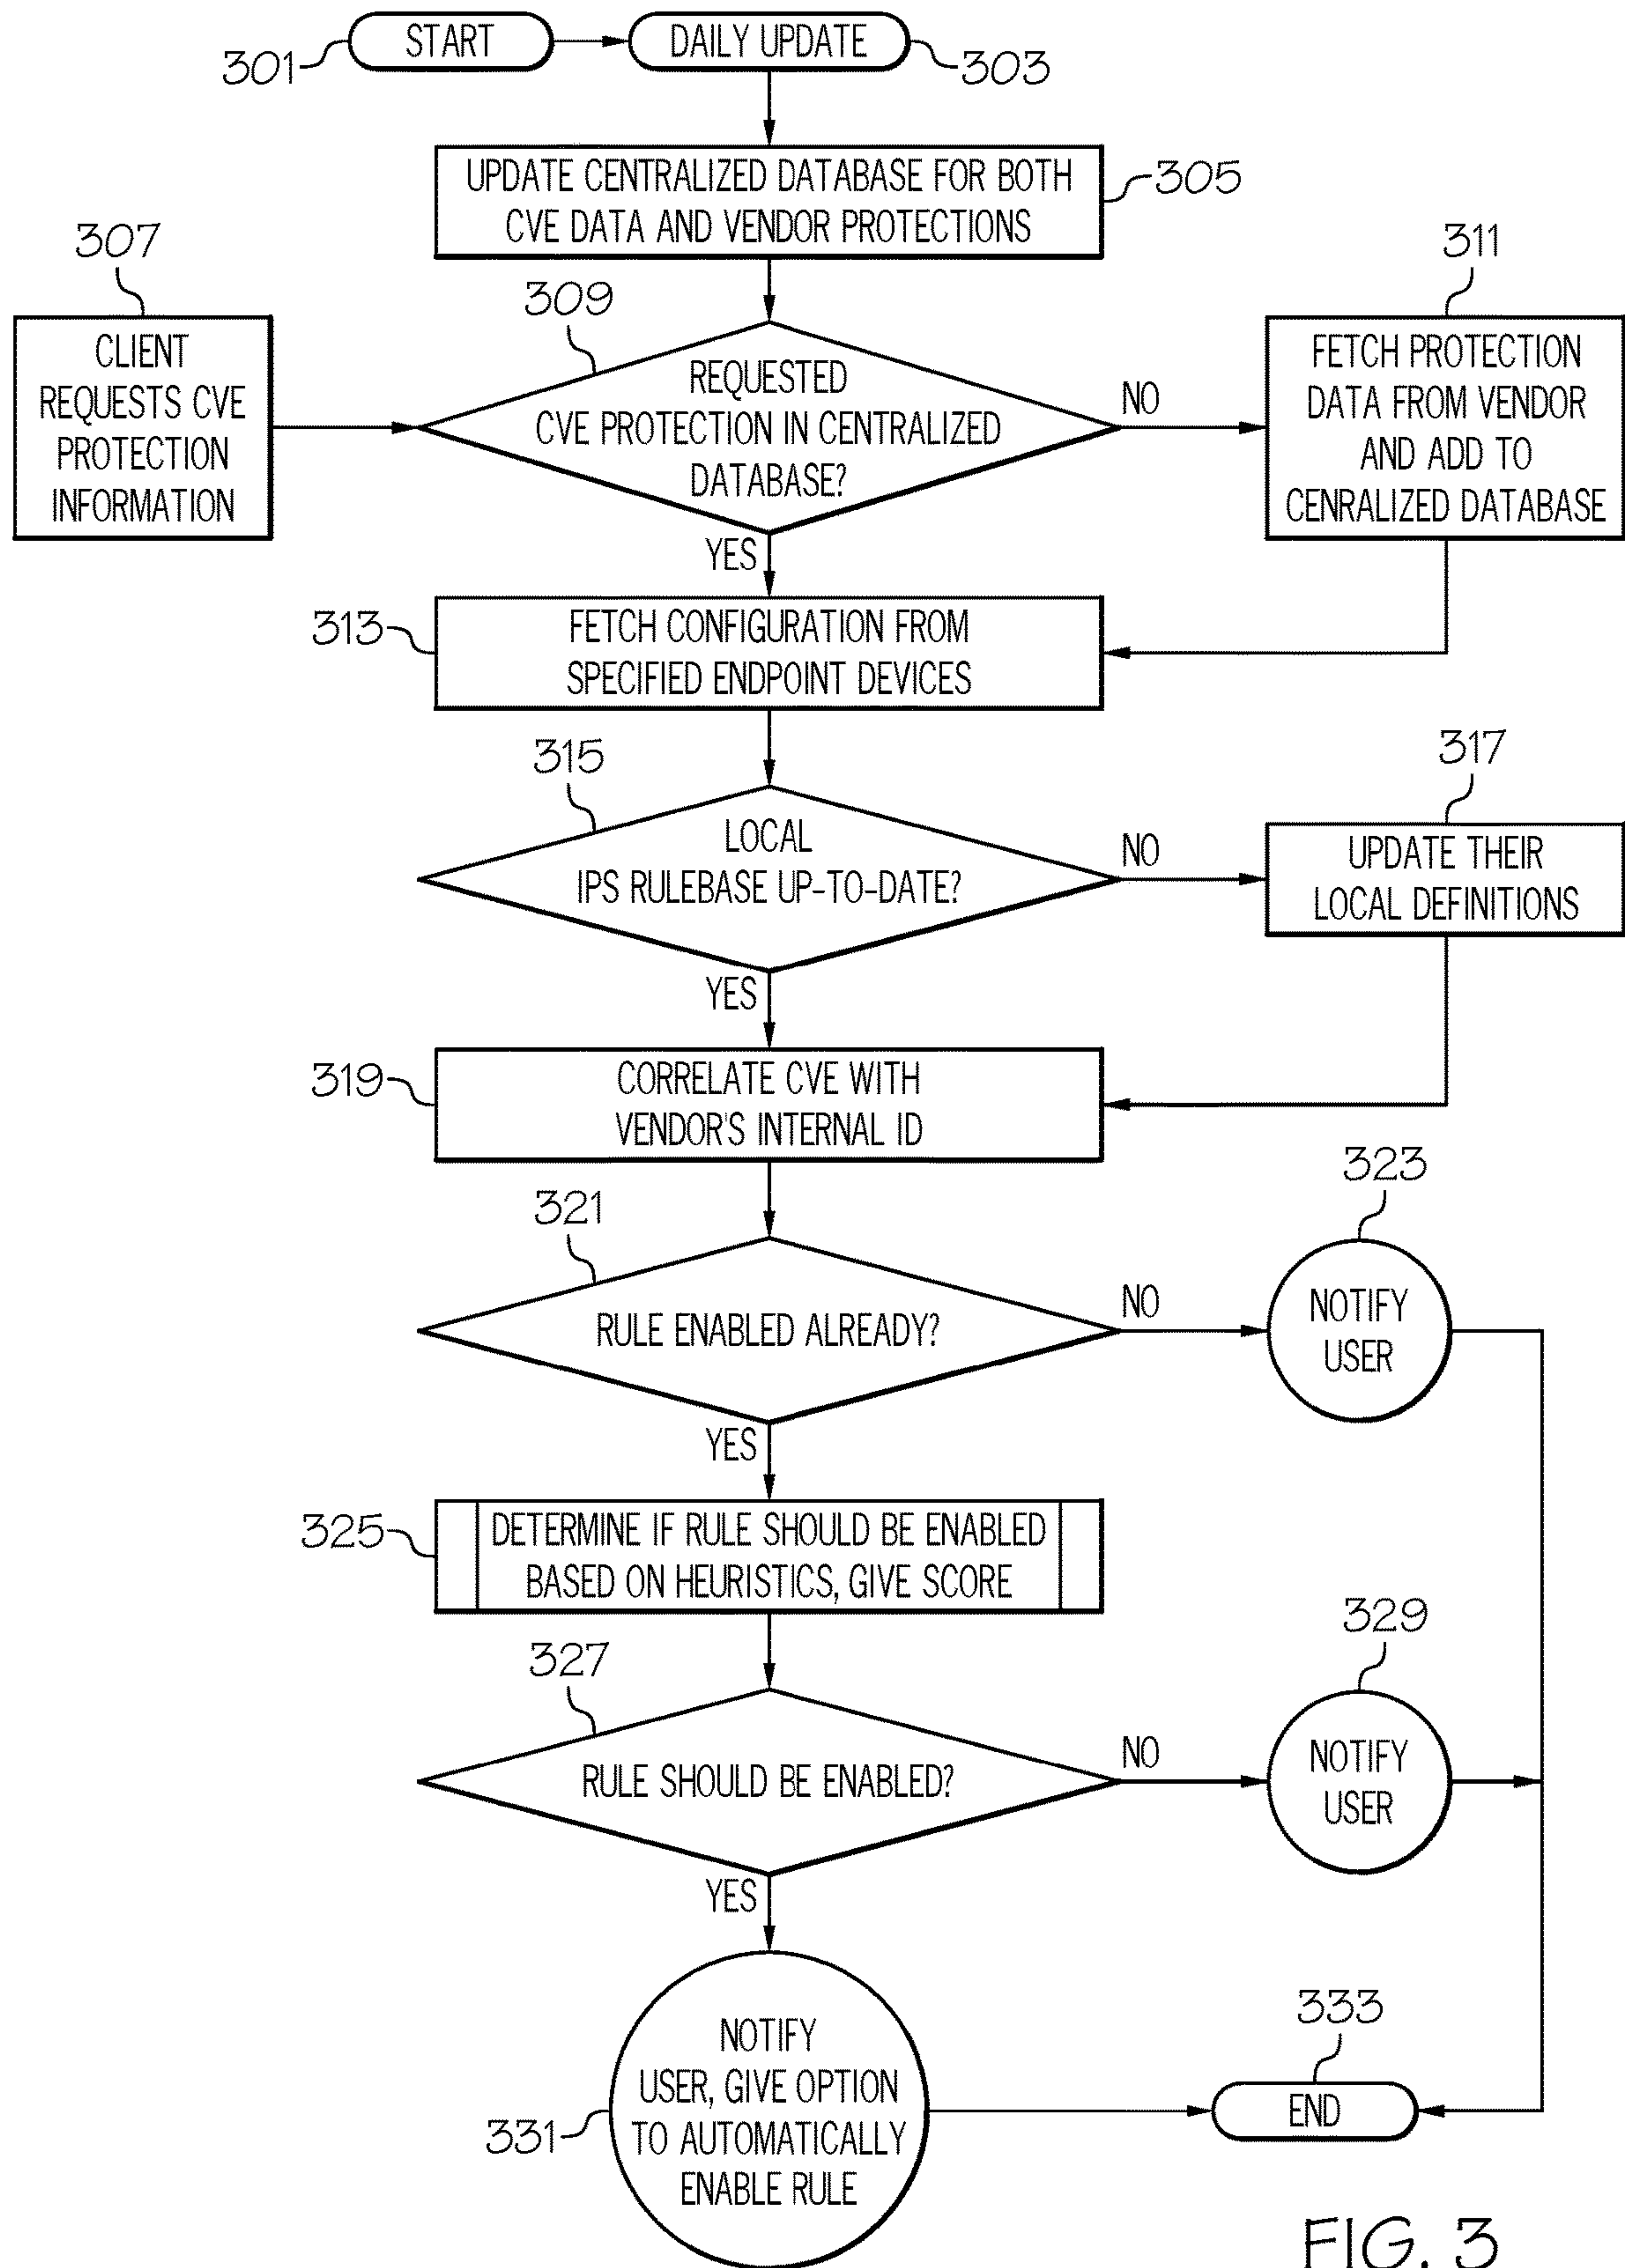 301
START
DAILY UPDATE
303
UPDATE CENTRALIZED DATABASE FOR BOTH
CVE DATA AND VENDOR PROTECTIONS
305
307
CLIENT
REQUESTS CVE
PROTECTION
INFORMATION
309
REQUESTED
CVE PROTECTION IN CENTRALIZED
DATABASE?
NO
YES
311
FETCH PROTECTION
DATA FROM VENDOR
AND ADD TO
CENRALIZED DATABASE
313
FETCH CONFIGURATION FROM
SPECIFIED ENDPOINT DEVICES
315
LOCAL
IPS RULEBASE UP-TO-DATE?
NO
YES
317
UPDATE THEIR
LOCAL DEFINITIONS
319
CORRELATE CVE WITH
VENDOR'S INTERNAL ID
321
RULE ENABLED ALREADY?
NO
YES
323
NOTIFY
USER
325
DETERMINE IF RULE SHOULD BE ENABLED
BASED ON HEURISTICS, GIVE SCORE
327
RULE SHOULD BE ENABLED?
NO
YES
329
NOTIFY
USER
331
NOTIFY
USER, GIVE OPTION
TO AUTOMATICALLY
ENABLE RULE
333
END
FIG. 3